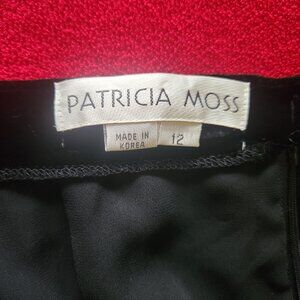 PATRICIA MOSS
MADE IN
KOREA
12